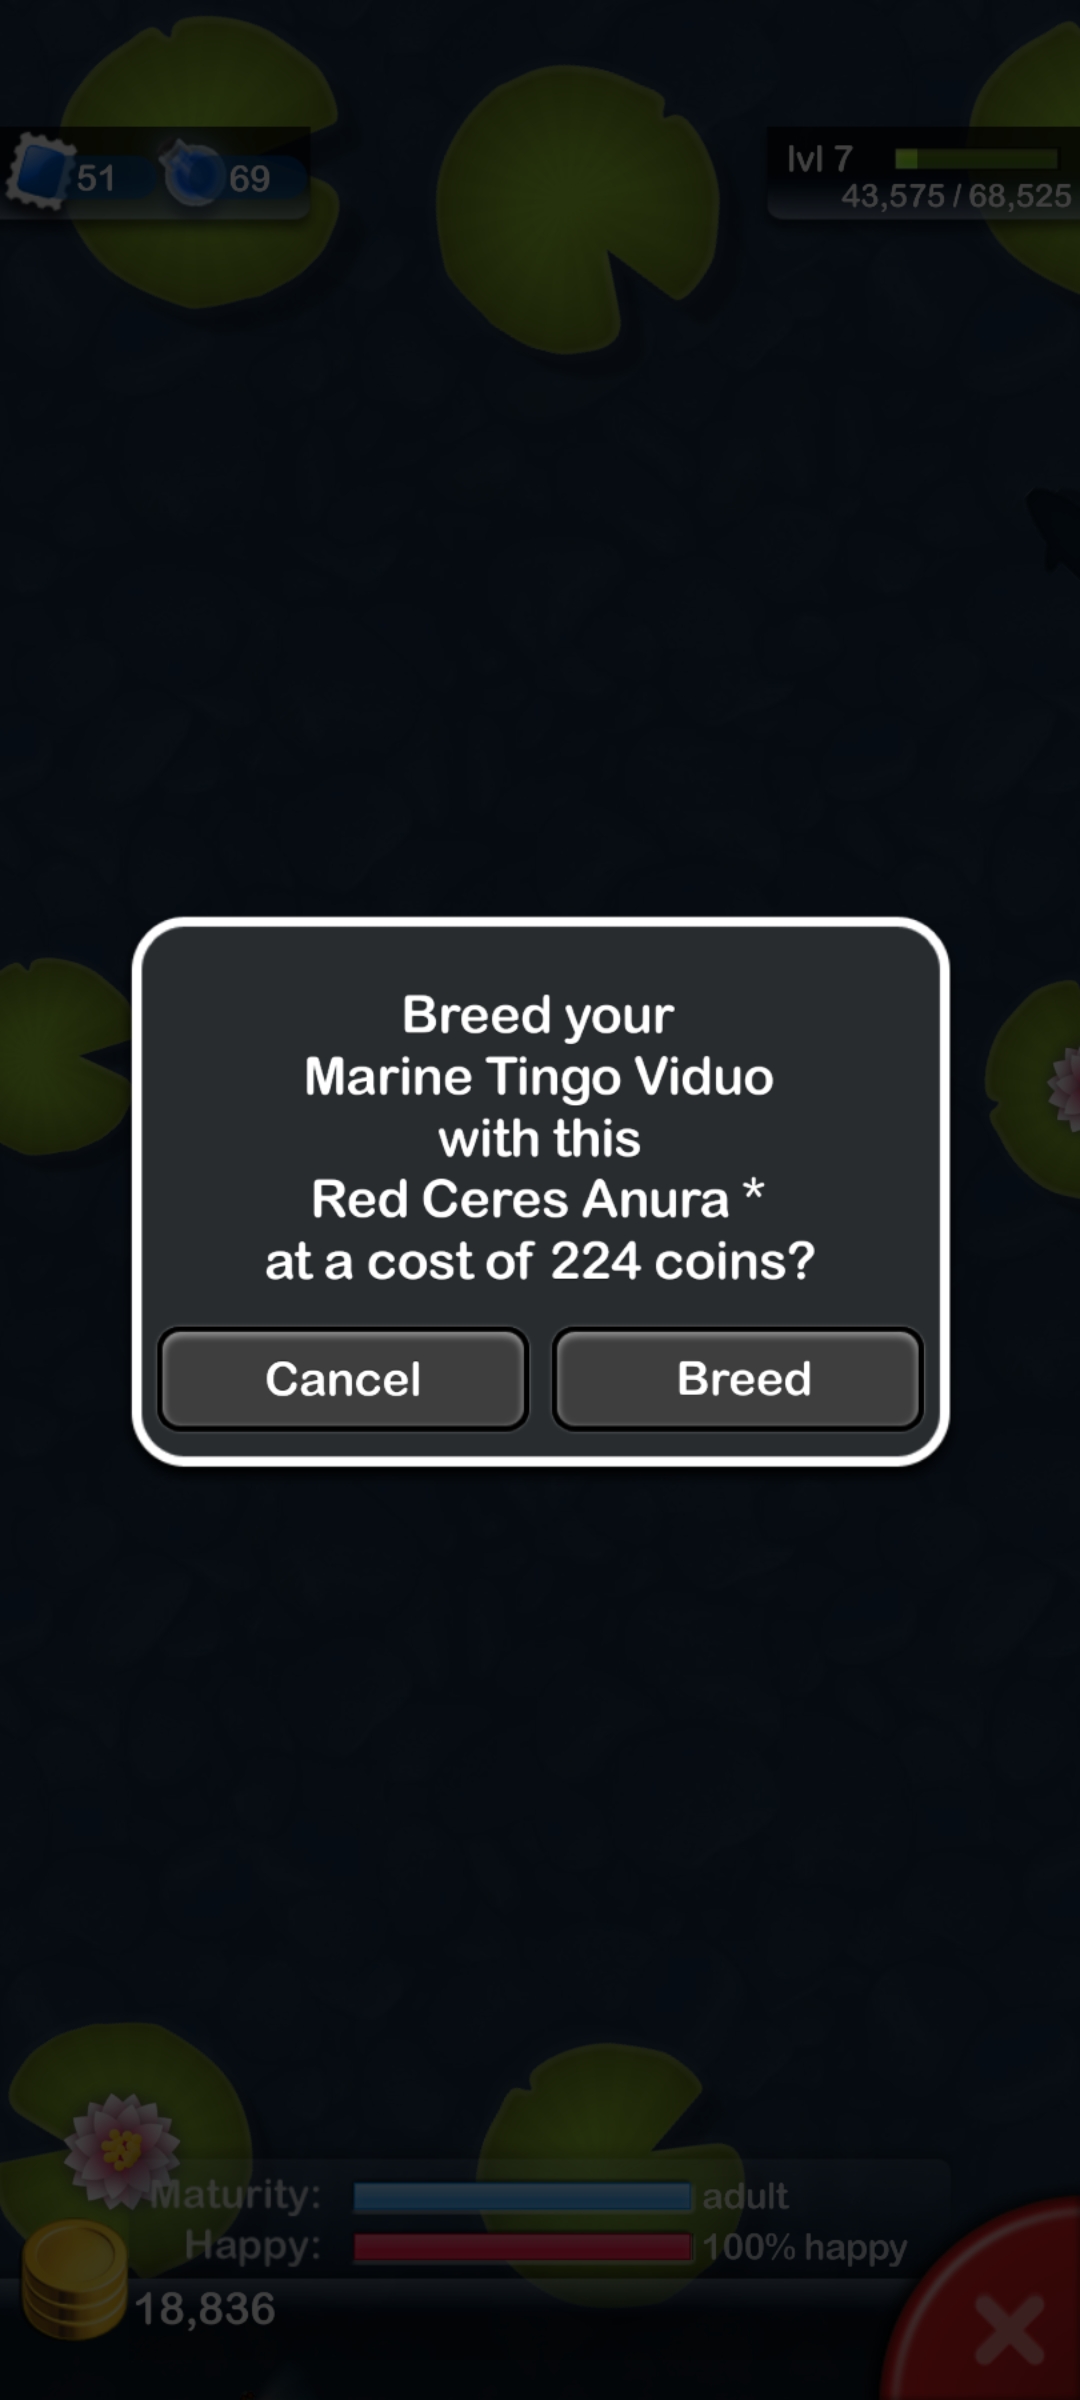 51 69
lvl 7
43,575 / 68,525
Breed your
Marine Tingo Viduo
with this
Red Ceres Anura *
at a cost of 224 coins?
Cancel Breed
Maturity: adult
Happy: 100% happy
18,836